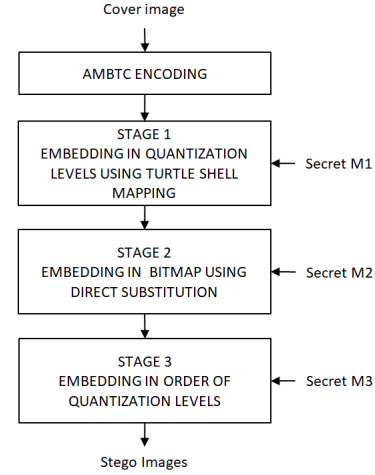 Cover image
AMBTC ENCODING
STAGE 1
EMBEDDING IN QUANTIZATION
LEVELS USING TURTLE SHELL
MAPPING
Secret M1
STAGE 2
EMBEDDING IN BITMAP USING
DIRECT SUBSTITUTION
Secret M2
STAGE 3
EMBEDDING IN ORDER OF
QUANTIZATION LEVELS
Secret M3
Stego Images